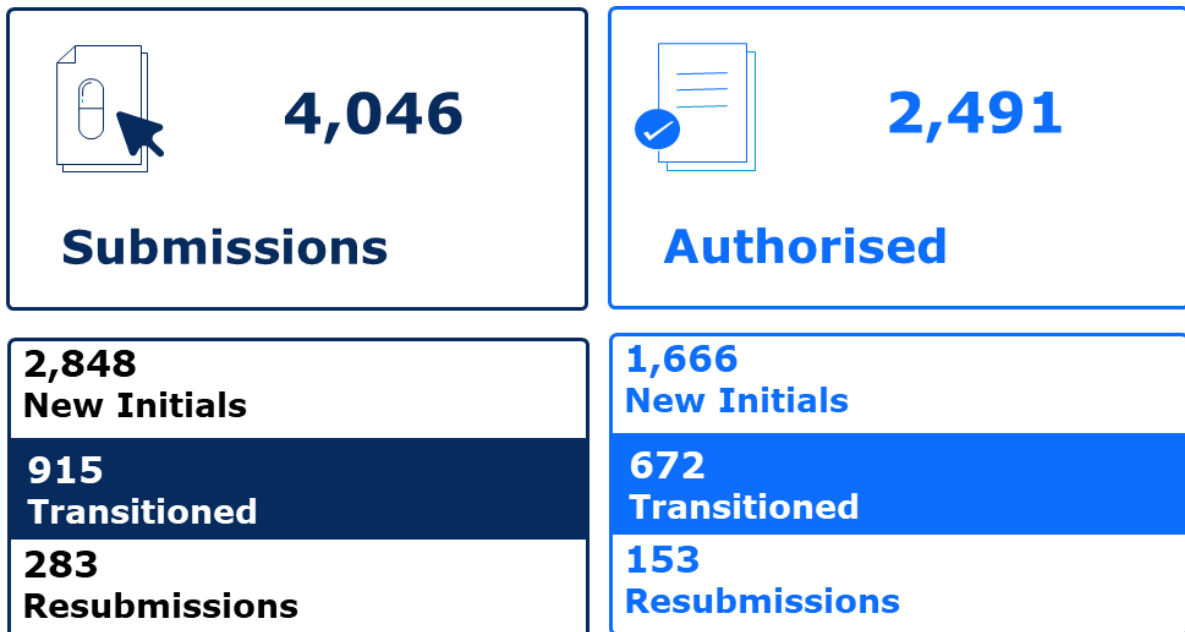 4,046
Submissions
2,848
New Initials
915
Transitioned
283
Resubmissions
2,491
Authorised
1,666
New Initials
672
Transitioned
153
Resubmissions